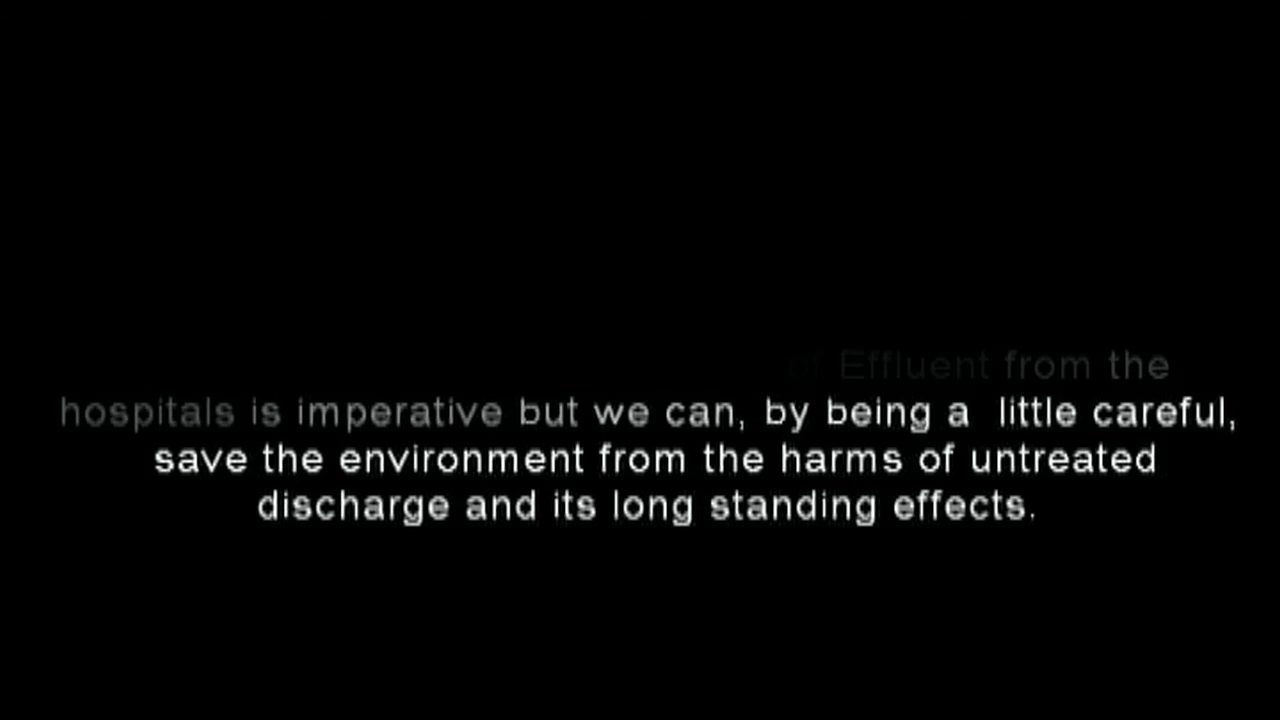 of Effluent from the
hospitals is imperative but we can, by being a little careful,
save the environment from the harms of untreated
discharge and its long standing effects.